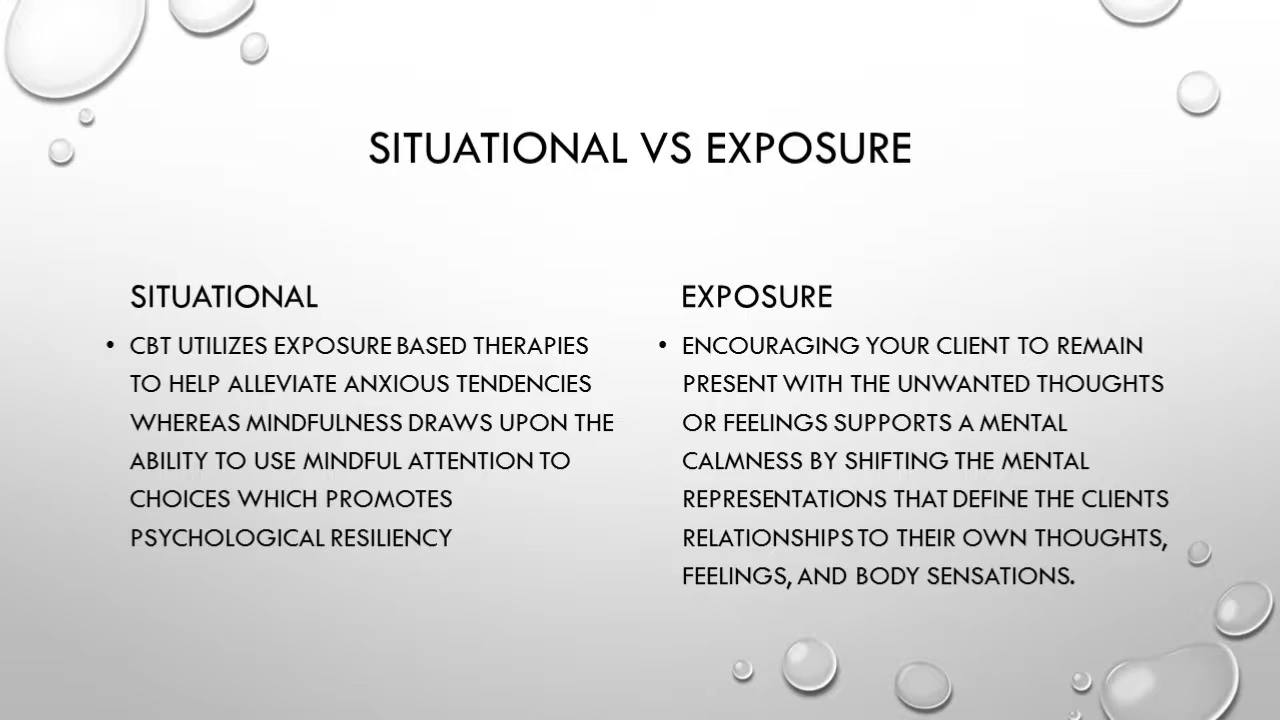 SITUATIONAL VS EXPOSURE
SITUATIONAL
• CBT UTILIZES EXPOSURE BASED THERAPIES
TO HELP ALLEVIATE ANXIOUS TENDENCIES
WHEREAS MINDFULNESS DRAWS UPON THE
ABILITY TO USE MINDFUL ATTENTION TO
CHOICES WHICH PROMOTES
PSYCHOLOGICAL RESILIENCY
EXPOSURE
• ENCOURAGING YOUR CLIENT TO REMAIN
PRESENT WITH THE UNWANTED THOUGHTS
OR FEELINGS SUPPORTS A MENTAL
CALMNESS BY SHIFTING THE MENTAL
REPRESENTATIONS THAT DEFINE THE CLIENTS
RELATIONSHIPS TO THEIR OWN THOUGHTS,
FEELINGS, AND BODY SENSATIONS.